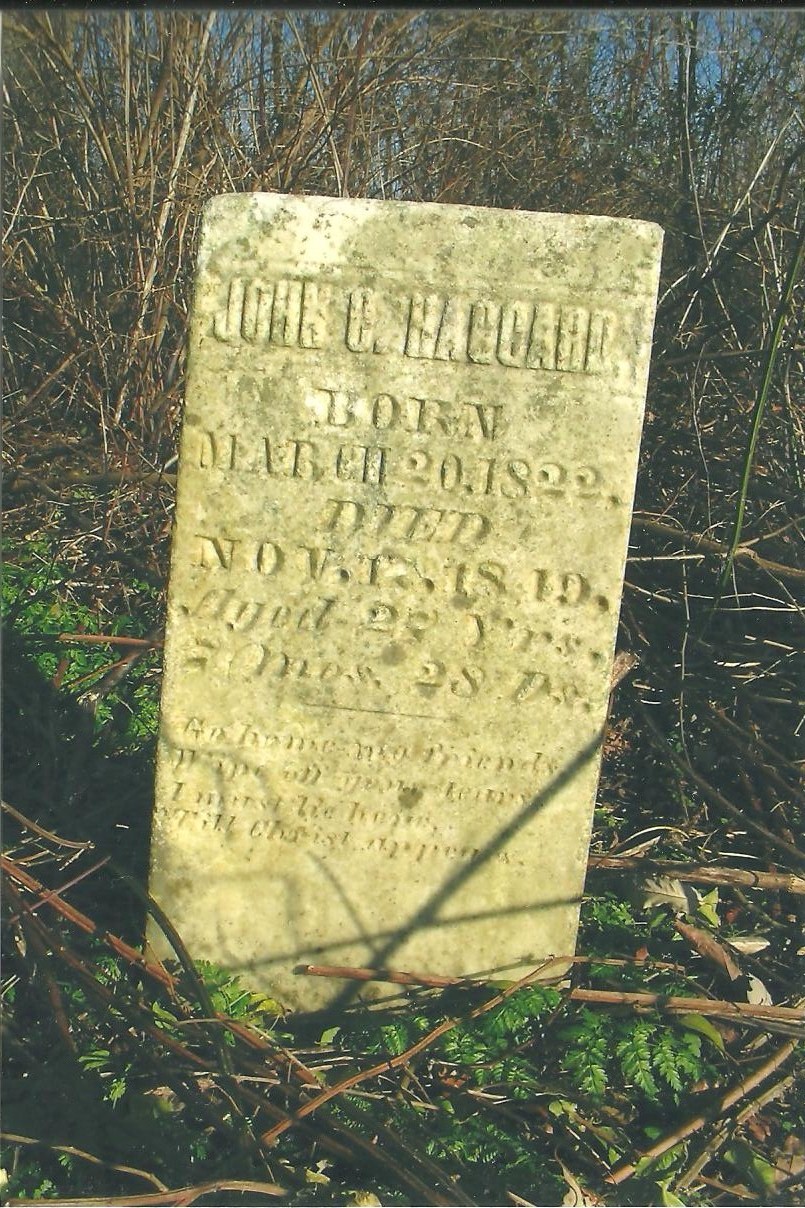 JOHN C. HAGGARD.
BORN
MARCH 20, 1822,
DIED
NOV. 17, 1849,
Aged 27 Y'rs,
7 mos. 28 Ds.
Go home my friends
Wipe off your tears
I must lie here,
Till Christ appears.